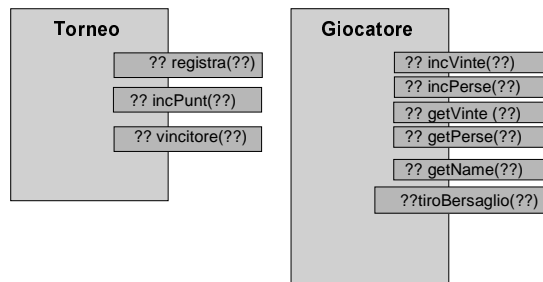 Torneo
?? registra(??)
?? incPunt(??)
?? vincitore(??)
Giocatore
?? incVinte(??)
?? incPerse(??)
?? getVinte (??)
?? getPerse(??)
?? getName(??)
??tiroBersaglio(??)